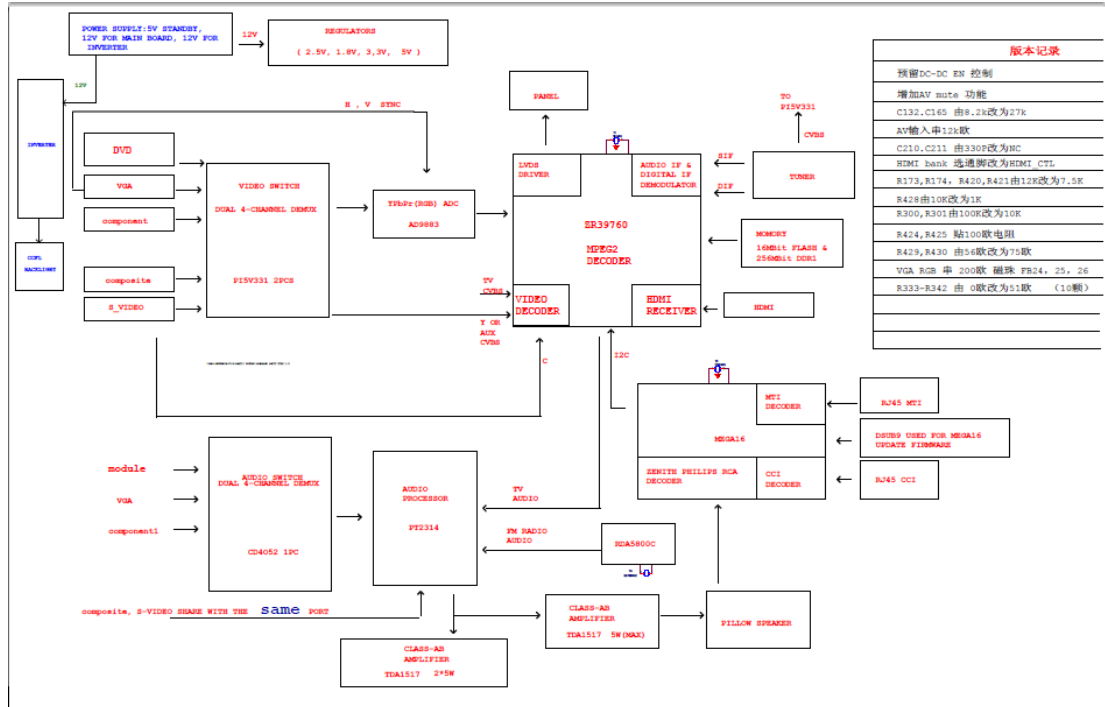 POWER SUPPLY:5V STANDBY,
12V FOR MAIN BOARD, 12V FOR
INVERTER
12V
REGULATORS
( 2.5V, 1.8V, 3,3V, 5V )
12V
INVERTER
CCFL
BACKLIGHT
H , V SYNC
DVD
VGA
component
composite
S_VIDEO
VIDEO SWITCH
DUAL 4-CHANNEL DEMUX
PI5V331 2PCS
YPbPr(RGB) ADC
AD9883
PANEL
LVDS
DRIVER
AUDIO IF &
DIGITAL IF
DEMODULATOR
ER39760
MPEG2
DECODER
VIDEO
DECODER
HDMI
RECEIVER
TO
PI5V331
CVBS
SIF
DIF
TUNER
MOMORY
16MBit FLASH &
256MBit DDR1
HDMI
TV
CVBS
Y OR
AUX
CVBS
C
I2C
MTI
DECODER
MEGA16
ZENITH PHILIPS RCA
DECODER
CCI
DECODER
RJ45 MTI
DSUB9 USED FOR MEGA16
UPDATE FIRMWARE
RJ45 CCI
module
VGA
component1
AUDIO SWITCH
DUAL 4-CHANNEL DEMUX
CD4052 1PC
AUDIO
PROCESSOR
PT2314
TV
AUDIO
FM RADIO
AUDIO
RDA5800C
composite, S-VIDEO SHARE WITH THE same PORT
CLASS-AB
AMPLIFIER
TDA1517 2*5W
CLASS-AB
AMPLIFIER
TDA1517 5W(MAX)
PILLOW SPEAKER
版本记录
预留DC-DC EN 控制
增加AV mute 功能
C132.C165 由8.2k改为27k
AV输入串12k欧
C210.C211 由330P改为NC
HDMI bank 选通脚改为HDMI_CTL
R173,R174, R420,R421由12K改为7.5K
R428由10K改为1K
R300,R301由100K改为10K
R424,R425 贴100欧电阻
R429,R430 由56欧改为75欧
VGA RGB 串 200欧 磁珠 FB24, 25, 26
R333-R342 由 0欧改为51欧 （10颗）